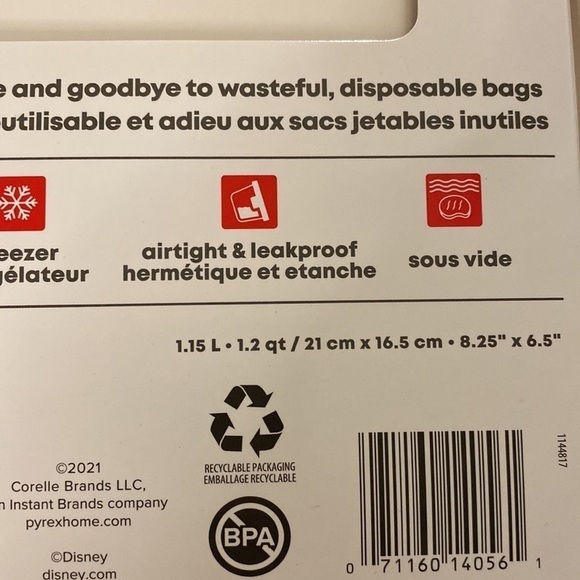 and goodbye to wasteful, disposable bags
utilisable et adieu aux sacs jetables inutiles
eezer
gélateur
airtight & leakproof
hermétique et etanche
sous vide
1.15 L • 1.2 qt / 21 cm x 16.5 cm • 8.25" x 6.5"
RECYCLABLE PACKAGING
EMBALLAGE RECYCLABLE
BPA
©2021
Corelle Brands LLC,
n Instant Brands company
pyrexhome.com
©Disney
disney.com
1144817
0 71160 14056 1